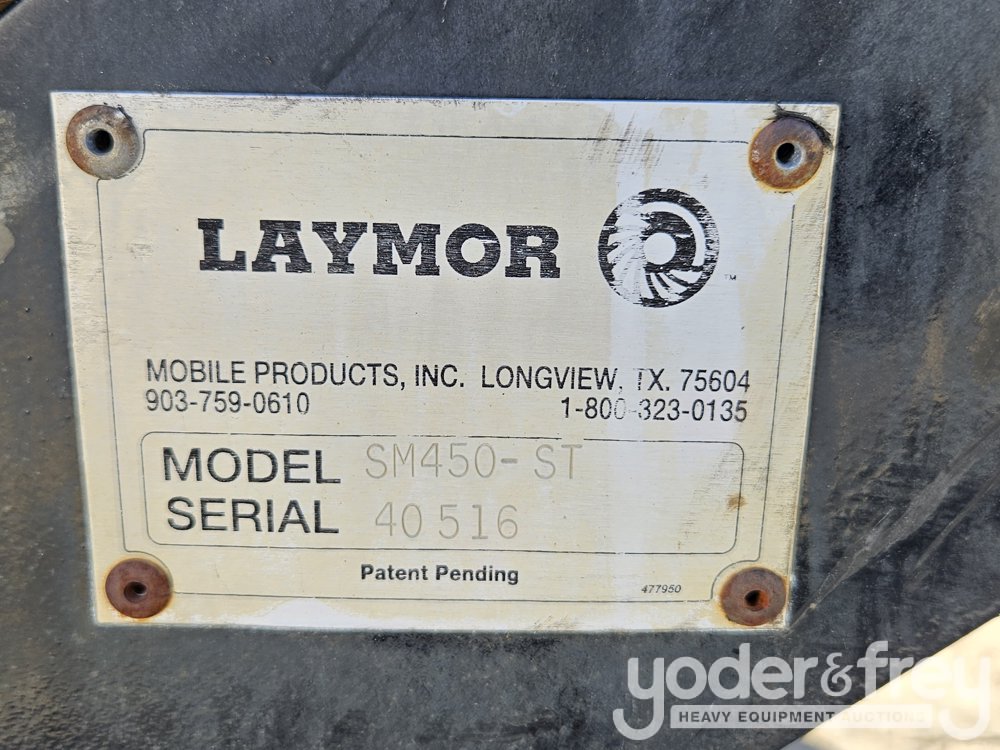 LAYMOR
TM
MOBILE PRODUCTS, INC. LONGVIEW, TX. 75604
903-759-0610 1-800-323-0135
MODEL SM450-ST
SERIAL 40516
Patent Pending
477950
yoder&frey
HEAVY EQUIPMENT AUCTIONS